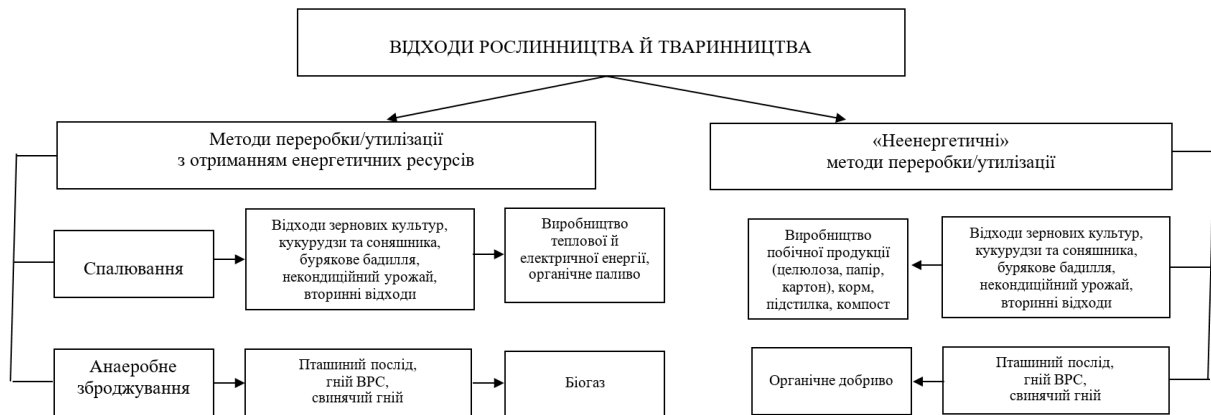 ВІДХОДИ РОСЛИННИЦТВА Й ТВАРИННИЦТВА
Методи переробки/утилізації
з отриманням енергетичних ресурсів
«Неенергетичні»
методи переробки/утилізації
Спалювання
Відходи зернових культур,
кукурудзи та соняшника,
бурякове бадилля,
некондиційний урожай,
вторинні відходи
Виробництво
теплової й
електричної енергії,
органічне паливо
Виробництво
побічної продукції
(целюлоза, папір,
картон), корм,
підстилка, компост
Відходи зернових культур,
кукурудзи та соняшника,
бурякове бадилля,
некондиційний урожай,
вторинні відходи
Анаеробне
зброджування
Пташиний послід,
гній ВРС,
свинячий гній
Біогаз
Органічне добриво
Пташиний послід,
гній ВРС,
свинячий гній